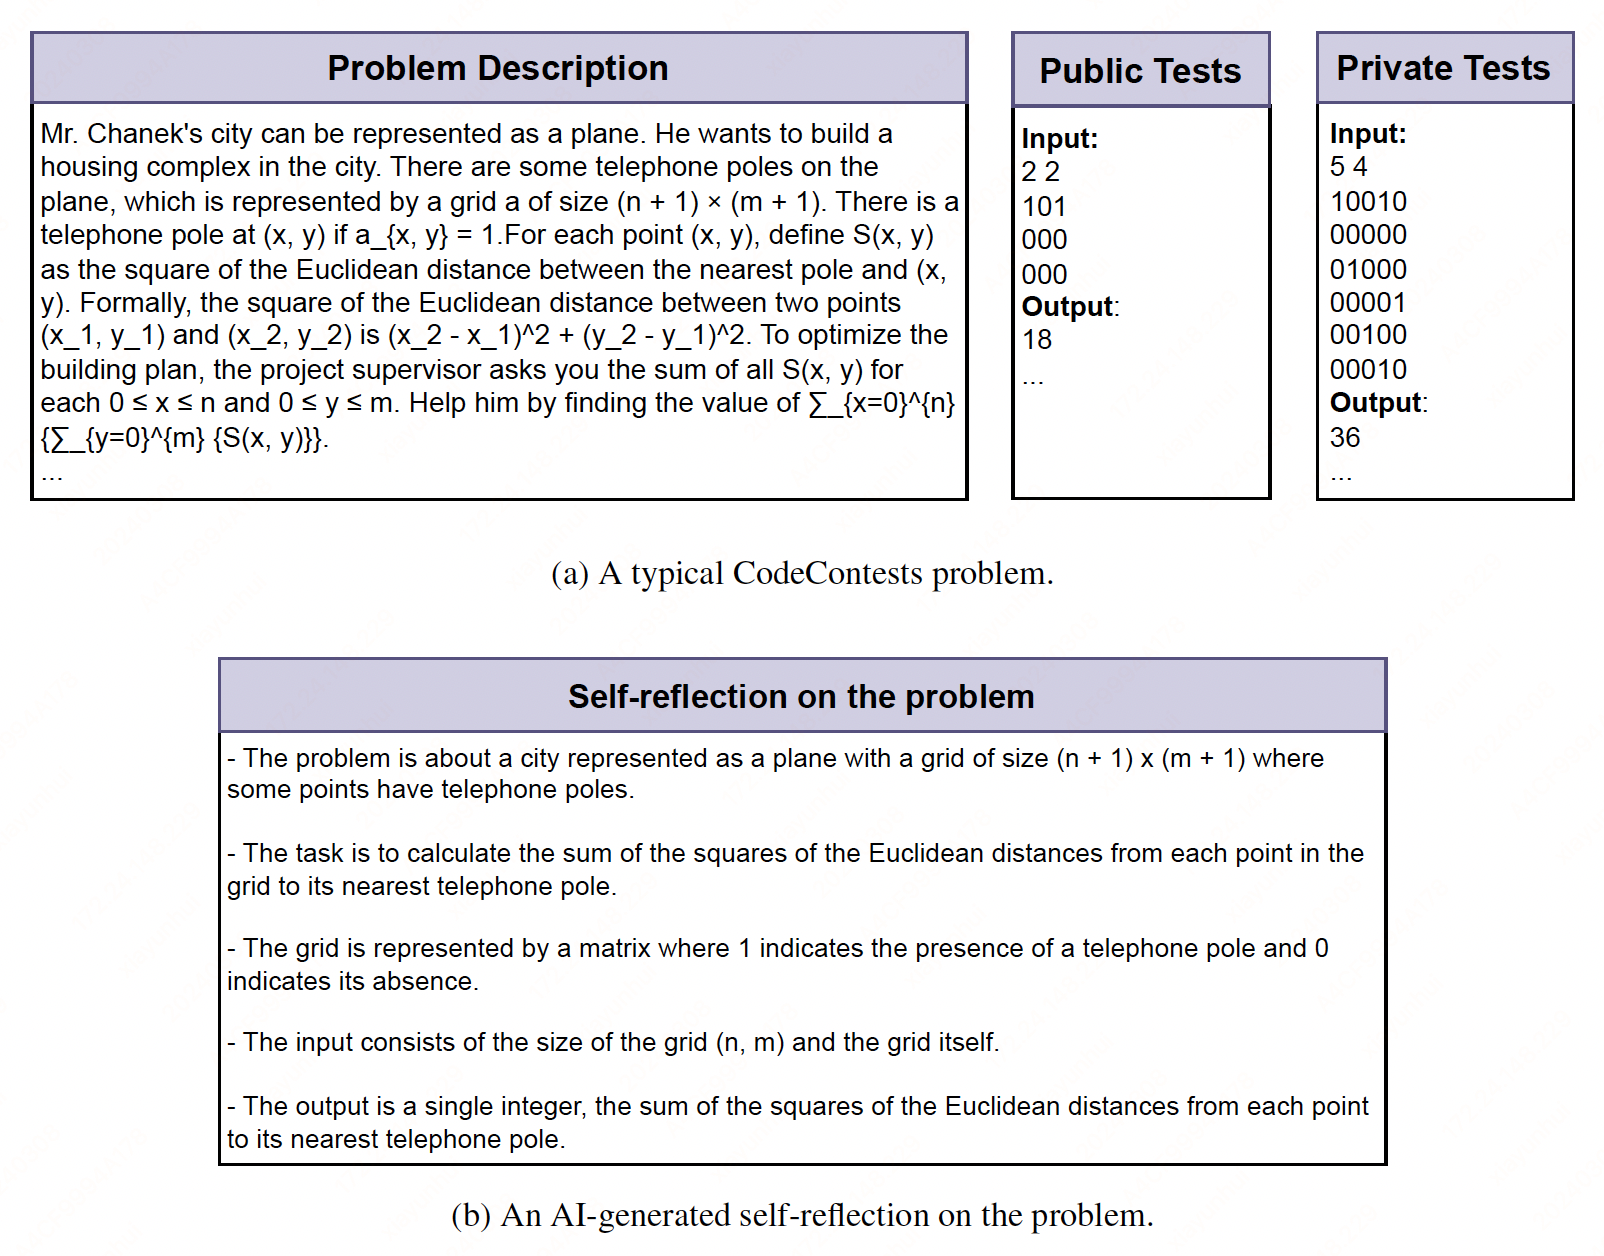 Problem Description
Mr. Chanek's city can be represented as a plane. He wants to build a
housing complex in the city. There are some telephone poles on the
plane, which is represented by a grid a of size (n + 1) × (m + 1). There is a
telephone pole at (x, y) if a_{x, y} = 1.For each point (x, y), define S(x, y)
as the square of the Euclidean distance between the nearest pole and (x,
y). Formally, the square of the Euclidean distance between two points
(x_1, y_1) and (x_2, y_2) is (x_2 - x_1)^2 + (y_2 - y_1)^2. To optimize the
building plan, the project supervisor asks you the sum of all S(x, y) for
each 0 ≤ x ≤ n and 0 ≤ y ≤ m. Help him by finding the value of ∑_{x=0}^{n}
{∑_{y=0}^{m} {S(x, y)}}.
...
Public Tests
Input:
2 2
101
000
000
Output:
18
...
Private Tests
Input:
5 4
10010
00000
01000
00001
00100
00010
Output:
36
...
(a) A typical CodeContests problem.
Self-reflection on the problem
- The problem is about a city represented as a plane with a grid of size (n + 1) x (m + 1) where
some points have telephone poles.
- The task is to calculate the sum of the squares of the Euclidean distances from each point in the
grid to its nearest telephone pole.
- The grid is represented by a matrix where 1 indicates the presence of a telephone pole and 0
indicates its absence.
- The input consists of the size of the grid (n, m) and the grid itself.
- The output is a single integer, the sum of the squares of the Euclidean distances from each point
to its nearest telephone pole.
(b) An AI-generated self-reflection on the problem.